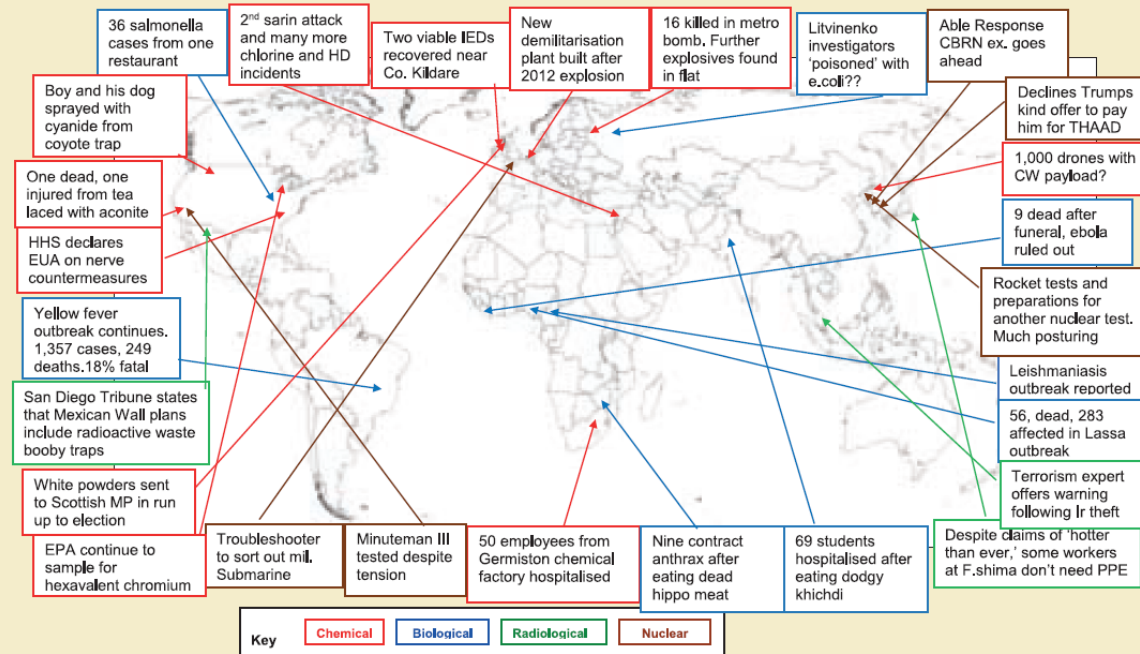 36 salmonella
cases from one
restaurant
2nd sarin attack
and many more
chlorine and HD
incidents
Two viable IEDs
recovered near
Co. Kildare
New
demilitarisation
plant built after
2012 explosion
16 killed in metro
bomb. Further
explosives found
in flat
Litvinenko
investigators
‘poisoned’ with
e.coli??
Able Response
CBRN ex. goes
ahead
Boy and his dog
sprayed with
cyanide from
coyote trap
Declines Trumps
kind offer to pay
him for THAAD
One dead, one
injured from tea
laced with aconite
1,000 drones with
CW payload?
HHS declares
EUA on nerve
countermeasures
9 dead after
funeral, ebola
ruled out
Yellow fever
outbreak continues.
1,357 cases, 249
deaths.18% fatal
Rocket tests and
preparations for
another nuclear test.
Much posturing
San Diego Tribune states
that Mexican Wall plans
include radioactive waste
booby traps
Leishmaniasis
outbreak reported
56, dead, 283
affected in Lassa
outbreak
White powders sent
to Scottish MP in run
up to election
Terrorism expert
offers warning
following Ir theft
EPA continue to
sample for
hexavalent chromium
Troubleshooter
to sort out mil.
Submarine
Minuteman III
tested despite
tension
50 employees from
Germiston chemical
factory hospitalised
Nine contract
anthrax after
eating dead
hippo meat
69 students
hospitalised after
eating dodgy
khichdi
Despite claims of ‘hotter
than ever,’ some workers
at F.shima don’t need PPE
Key
Chemical
Biological
Radiological
Nuclear